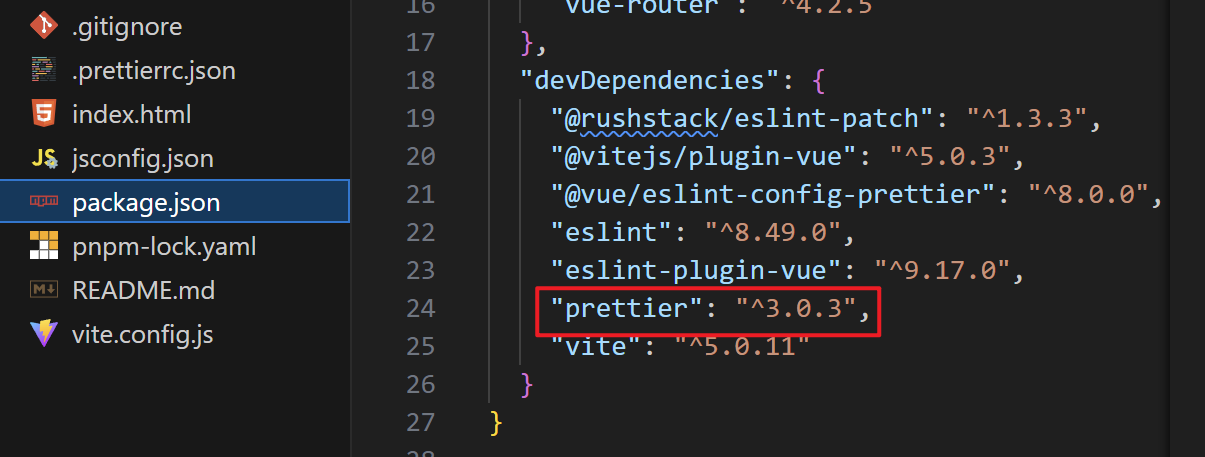 .gitignore
.prettierrc.json
index.html
JS jsconfig.json
package.json
pnpm-lock.yaml
README.md
vite.config.js
16 "vue-router": "^4.2.5"
17 },
18 "devDependencies": {
19 "@rushstack/eslint-patch": "^1.3.3",
20 "@vitejs/plugin-vue": "^5.0.3",
21 "@vue/eslint-config-prettier": "^8.0.0",
22 "eslint": "^8.49.0",
23 "eslint-plugin-vue": "^9.17.0",
24 "prettier": "^3.0.3",
25 "vite": "^5.0.11"
26 }
27 }
28